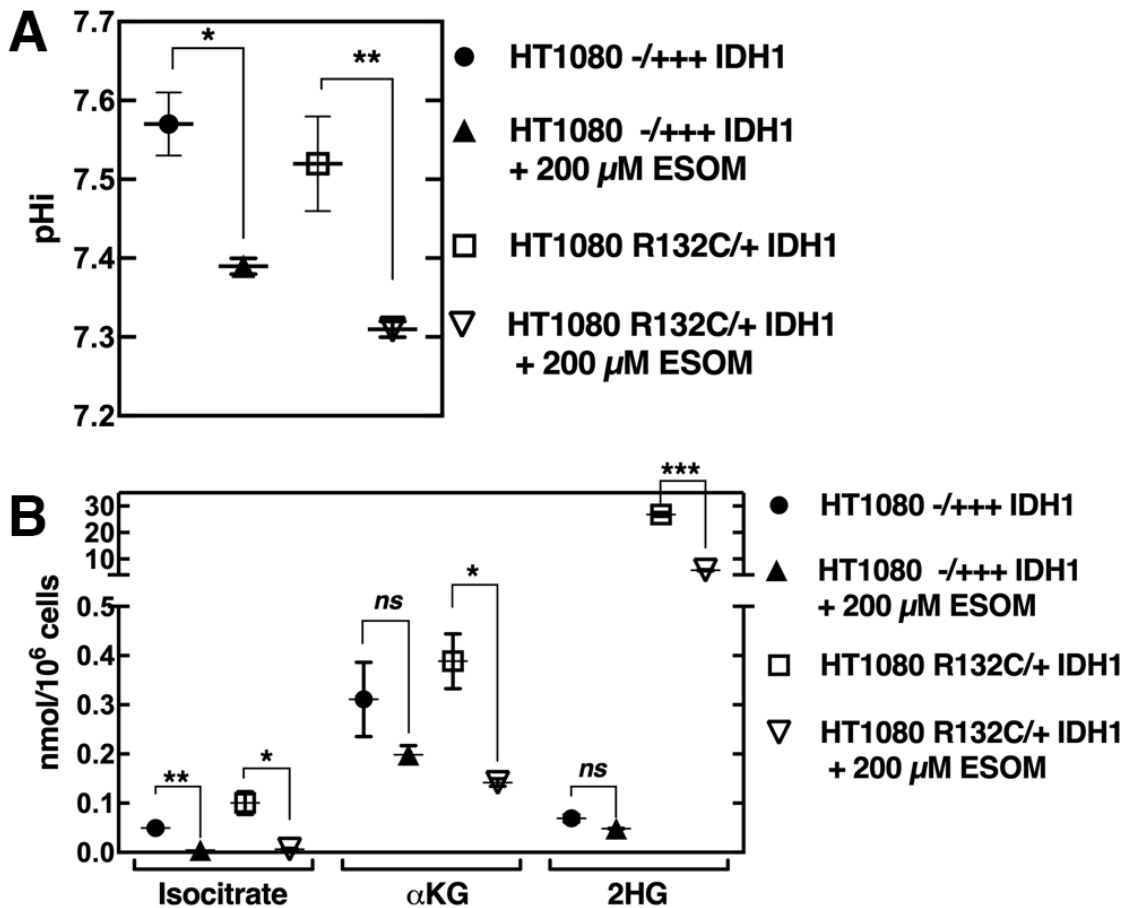 A
7.7
7.6
7.5
7.4
7.3
7.2
pHi
*
**
HT1080 -/+++ IDH1
HT1080 -/+++ IDH1
+ 200 µM ESOM
HT1080 R132C/+ IDH1
HT1080 R132C/+ IDH1
+ 200 µM ESOM
B
30
20
10
0.5
0.4
0.3
0.2
0.1
0.0
nmol/10⁶ cells
**
*
ns
*
ns
***
Isocitrate
αKG
2HG
HT1080 -/+++ IDH1
HT1080 -/+++ IDH1
+ 200 µM ESOM
HT1080 R132C/+ IDH1
HT1080 R132C/+ IDH1
+ 200 µM ESOM